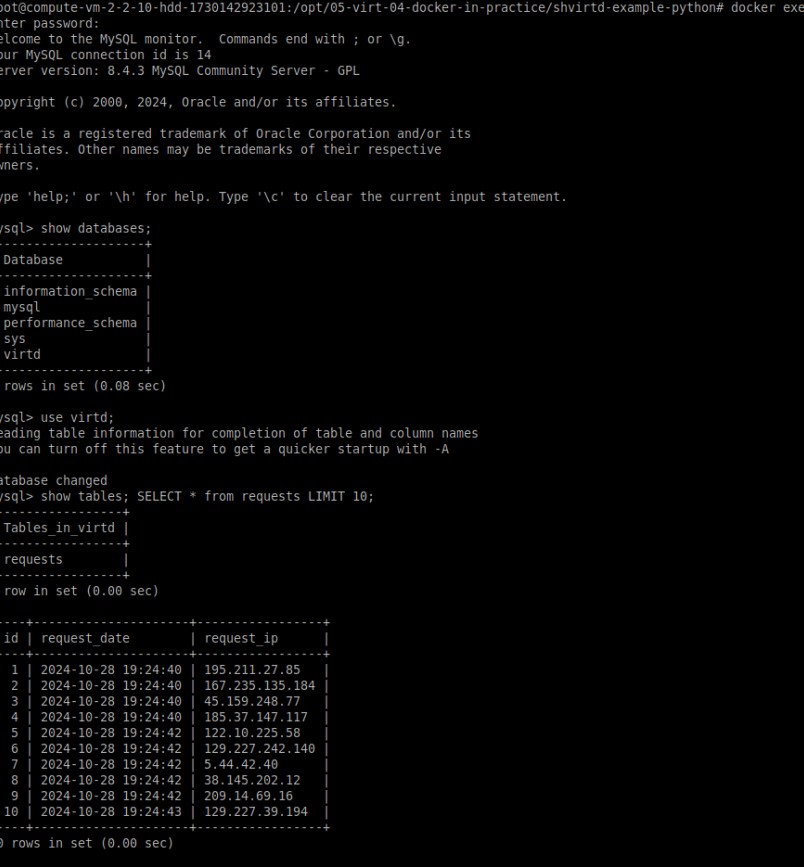 oot@compute-vm-2-2-10-hdd-1730142923101:/opt/05-virt-04-docker-in-practice/shvirtd-example-python# docker exe
nter password:
elcome to the MySQL monitor.  Commands end with ; or \g.
our MySQL connection id is 14
erver version: 8.4.3 MySQL Community Server - GPL
opyright (c) 2000, 2024, Oracle and/or its affiliates.
racle is a registered trademark of Oracle Corporation and/or its
ffiliates. Other names may be trademarks of their respective
wners.
ype 'help;' or '\h' for help. Type '\c' to clear the current input statement.
ysql> show databases;
--------------------+
 Database           |
--------------------+
 information_schema |
 mysql              |
 performance_schema |
 sys                |
 virtd              |
--------------------+
 rows in set (0.08 sec)
ysql> use virtd;
eading table information for completion of table and column names
ou can turn off this feature to get a quicker startup with -A
atabase changed
ysql> show tables; SELECT * from requests LIMIT 10;
-----------------+
 Tables_in_virtd |
-----------------+
 requests        |
-----------------+
 row in set (0.00 sec)
----+---------------------+-----------------+
 id | request_date        | request_ip      |
----+---------------------+-----------------+
  1 | 2024-10-28 19:24:40 | 195.211.27.85   |
  2 | 2024-10-28 19:24:40 | 167.235.135.184 |
  3 | 2024-10-28 19:24:40 | 45.159.248.77   |
  4 | 2024-10-28 19:24:40 | 185.37.147.117  |
  5 | 2024-10-28 19:24:42 | 122.10.225.58   |
  6 | 2024-10-28 19:24:42 | 129.227.242.140 |
  7 | 2024-10-28 19:24:42 | 5.44.42.40      |
  8 | 2024-10-28 19:24:42 | 38.145.202.12   |
  9 | 2024-10-28 19:24:42 | 209.14.69.16    |
 10 | 2024-10-28 19:24:43 | 129.227.39.194  |
----+---------------------+-----------------+
0 rows in set (0.00 sec)